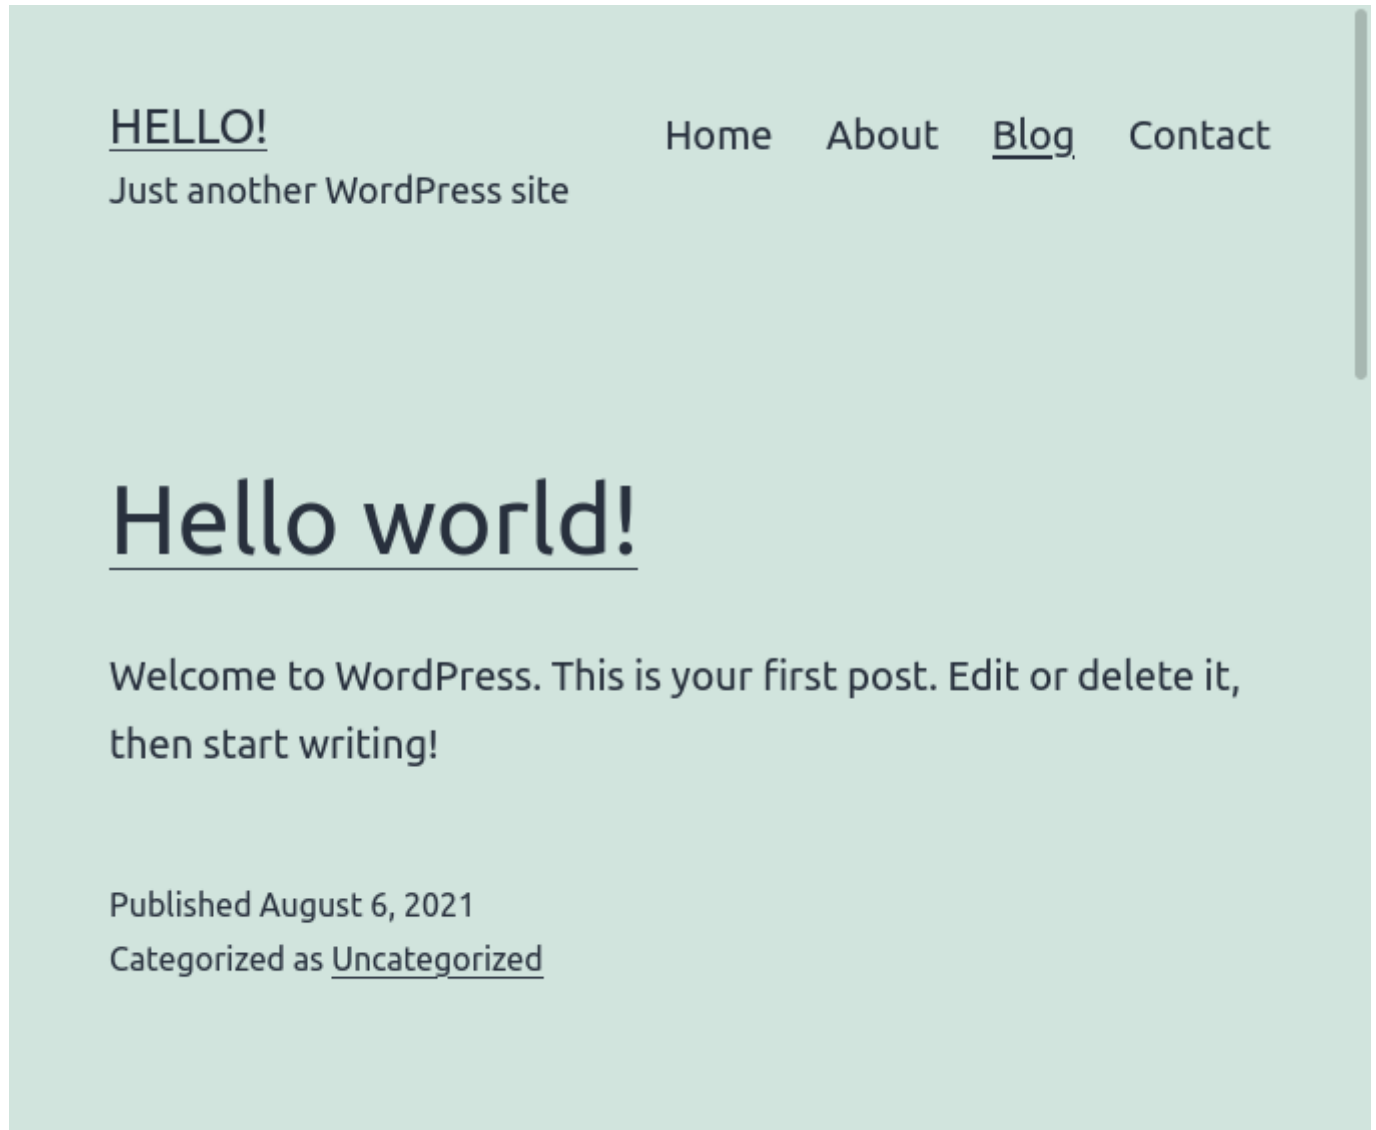 HELLO!
Just another WordPress site
Home About Blog Contact
Hello world!
Welcome to WordPress. This is your first post. Edit or delete it,
then start writing!
Published August 6, 2021
Categorized as Uncategorized